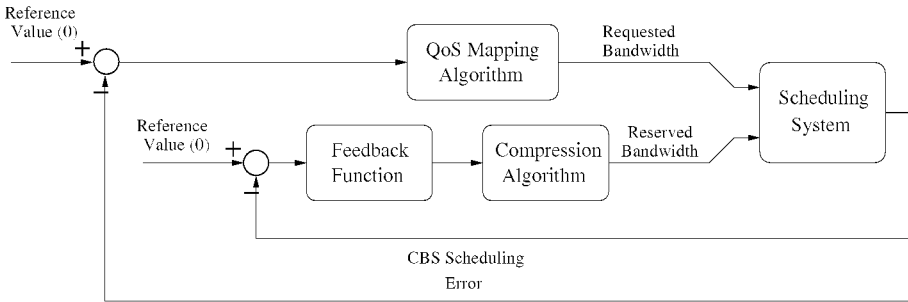 Reference
Value (0)
+
−
QoS Mapping
Algorithm
Requested
Bandwidth
Scheduling
System
Reference
Value (0)
+
−
Feedback
Function
Compression
Algorithm
Reserved
Bandwidth
CBS Scheduling
Error